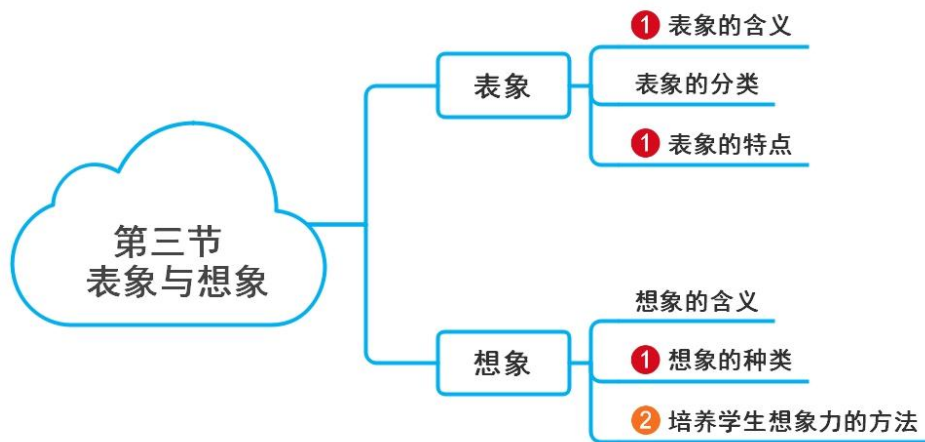 第三节
表象与想象
表象
1 表象的含义
表象的分类
1 表象的特点
想象
想象的含义
1 想象的种类
2 培养学生想象力的方法